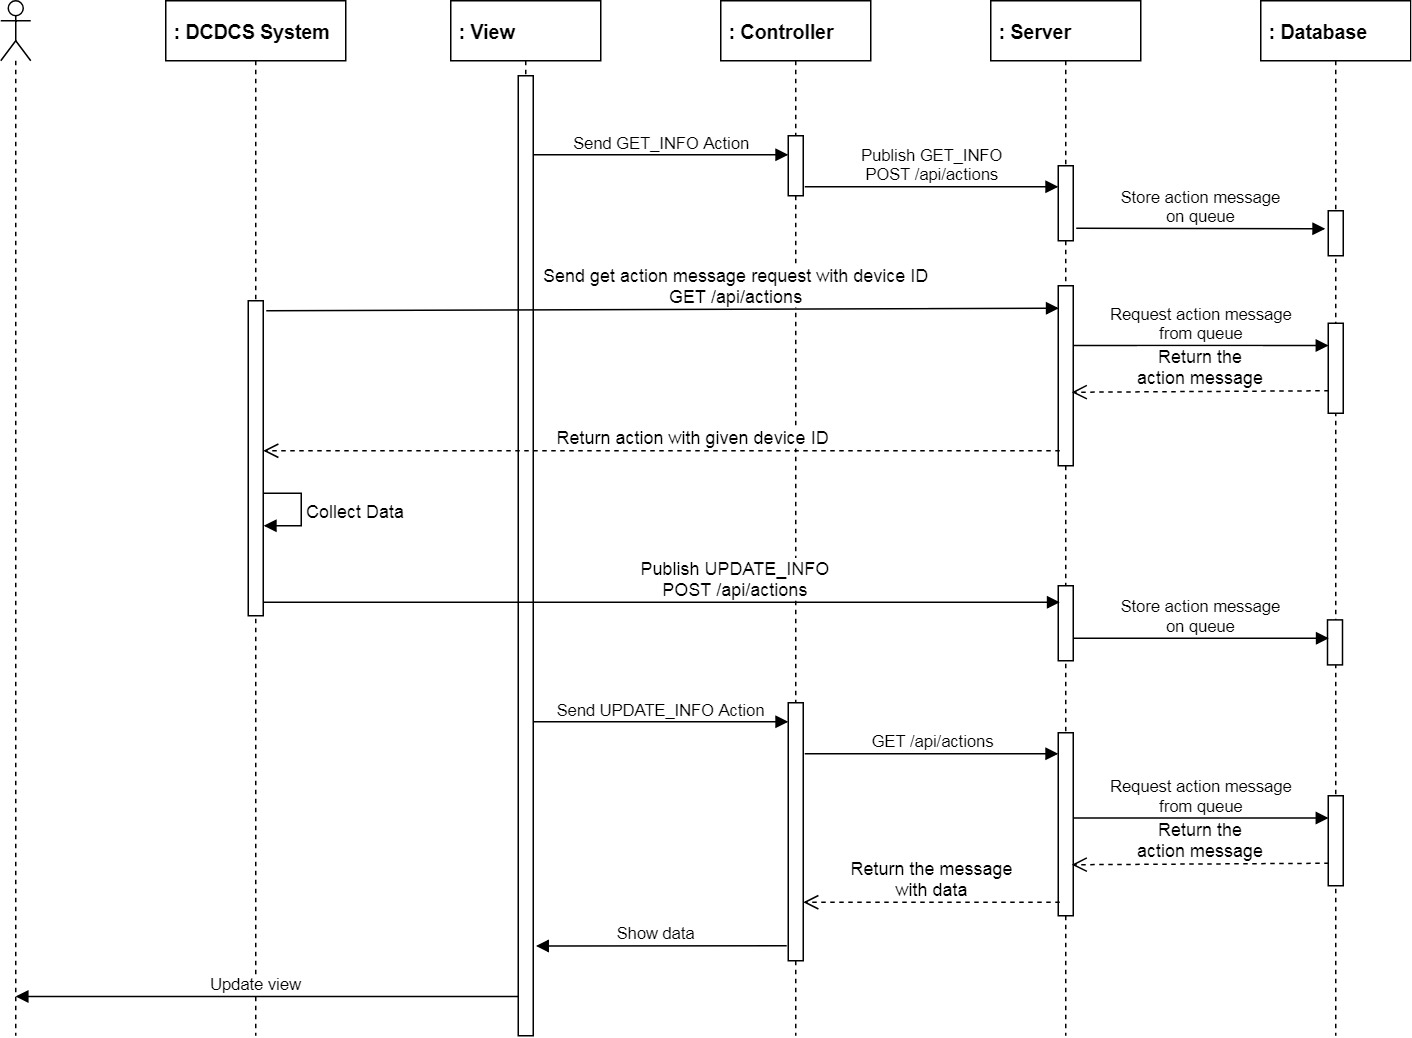 : DCDCS System
: View
: Controller
: Server
: Database
Send GET_INFO Action
Publish GET_INFO
POST /api/actions
Store action message
on queue
Send get action message request with device ID
GET /api/actions
Request action message
from queue
Return the
action message
Return action with given device ID
Collect Data
Publish UPDATE_INFO
POST /api/actions
Store action message
on queue
Send UPDATE_INFO Action
GET /api/actions
Request action message
from queue
Return the
action message
Return the message
with data
Show data
Update view